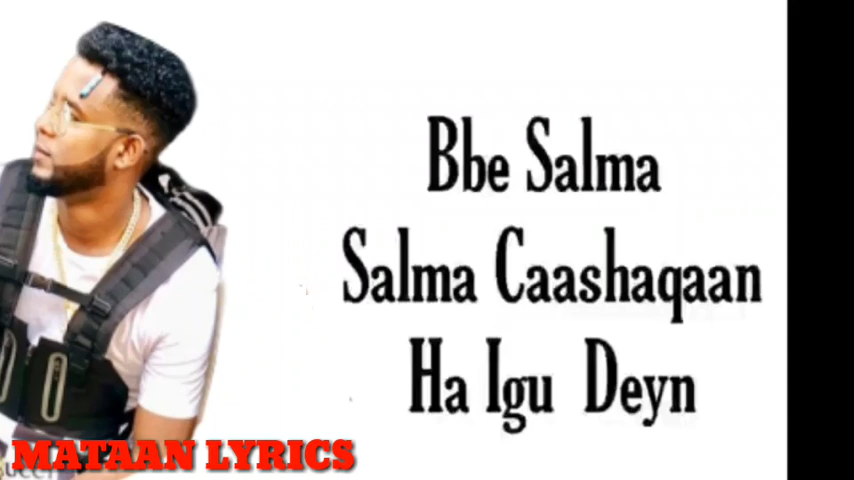 Bbe Salma
Salma Caashaqaan
Ha Igu Deyn
MATAAN LYRICS